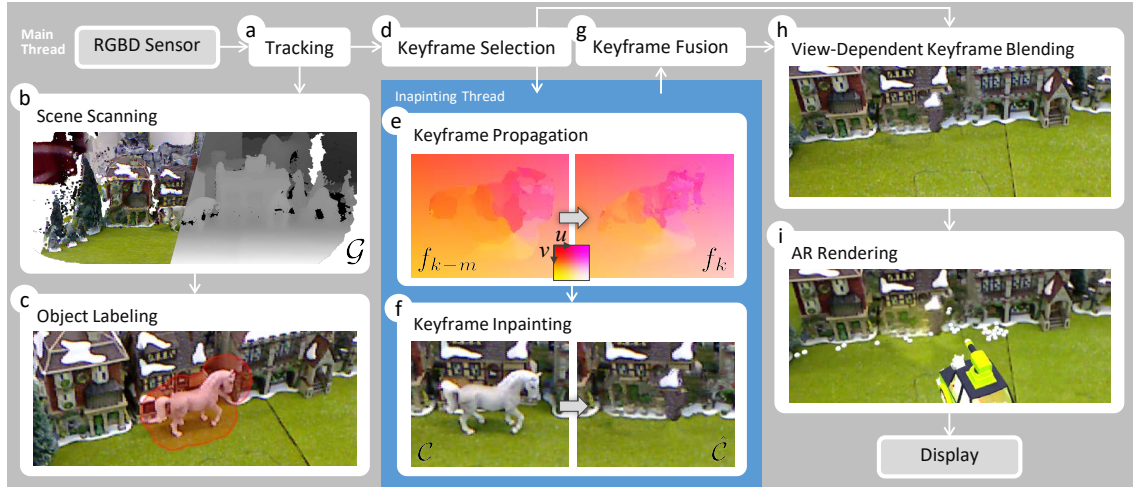 Main
Thread
RGBD Sensor
a
Tracking
d
Keyframe Selection
g
Keyframe Fusion
h
View-Dependent Keyframe Blending
b
Scene Scanning
𝒢
c
Object Labeling
Inapinting Thread
e
Keyframe Propagation
u
v
f_{k−m}
f_k
f
Keyframe Inpainting
𝒞
𝒞̂
i
AR Rendering
Display